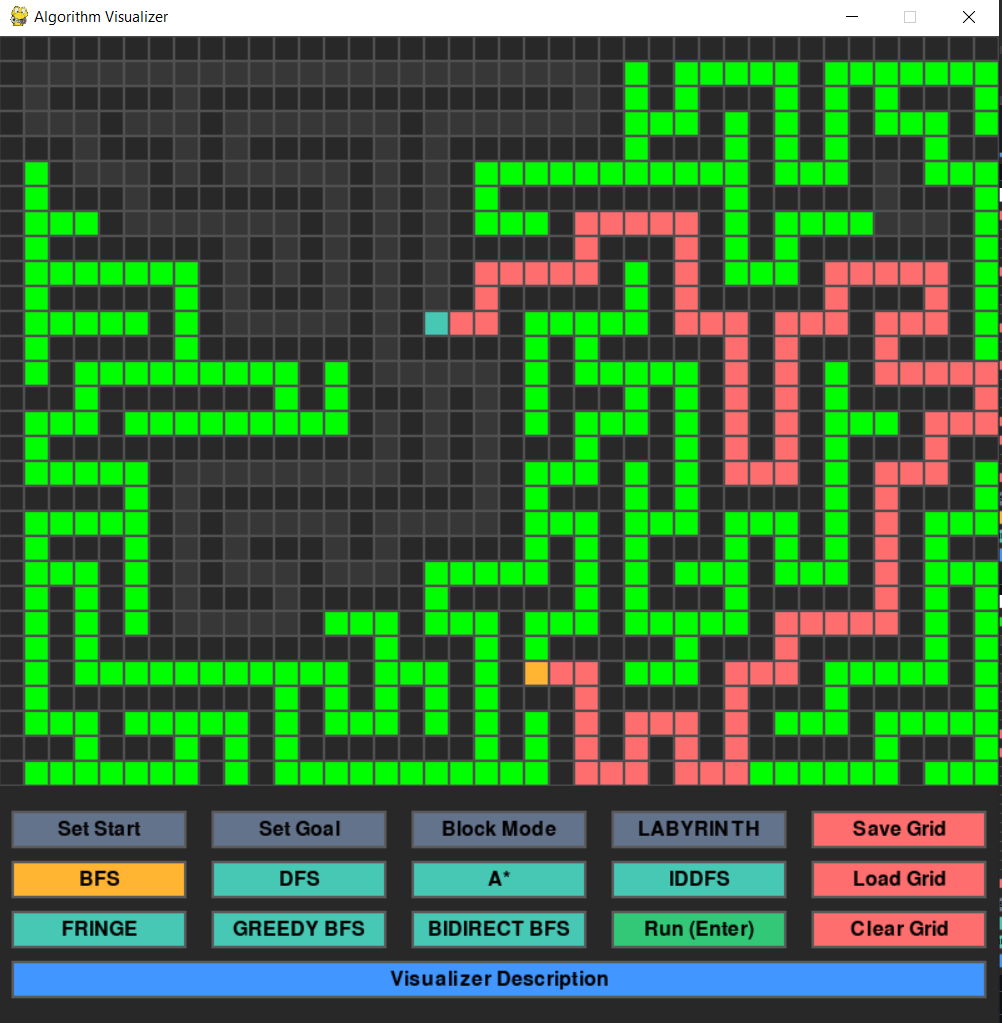 Algorithm Visualizer
Set Start Set Goal Block Mode LABYRINTH Save Grid
BFS DFS A* IDDFS Load Grid
FRINGE GREEDY BFS BIDIRECT BFS Run (Enter) Clear Grid
Visualizer Description